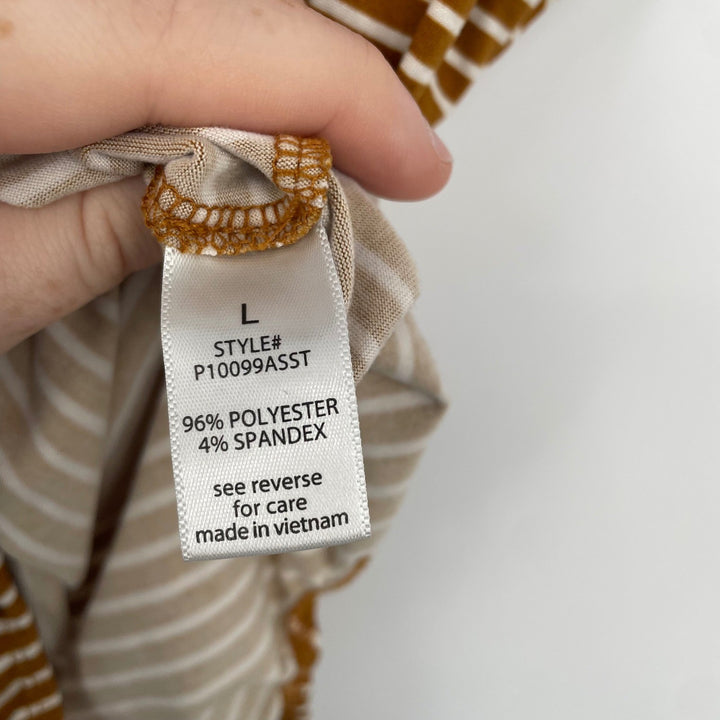 L
STYLE#
P10099ASST
96% POLYESTER
4% SPANDEX
see reverse
for care
made in vietnam